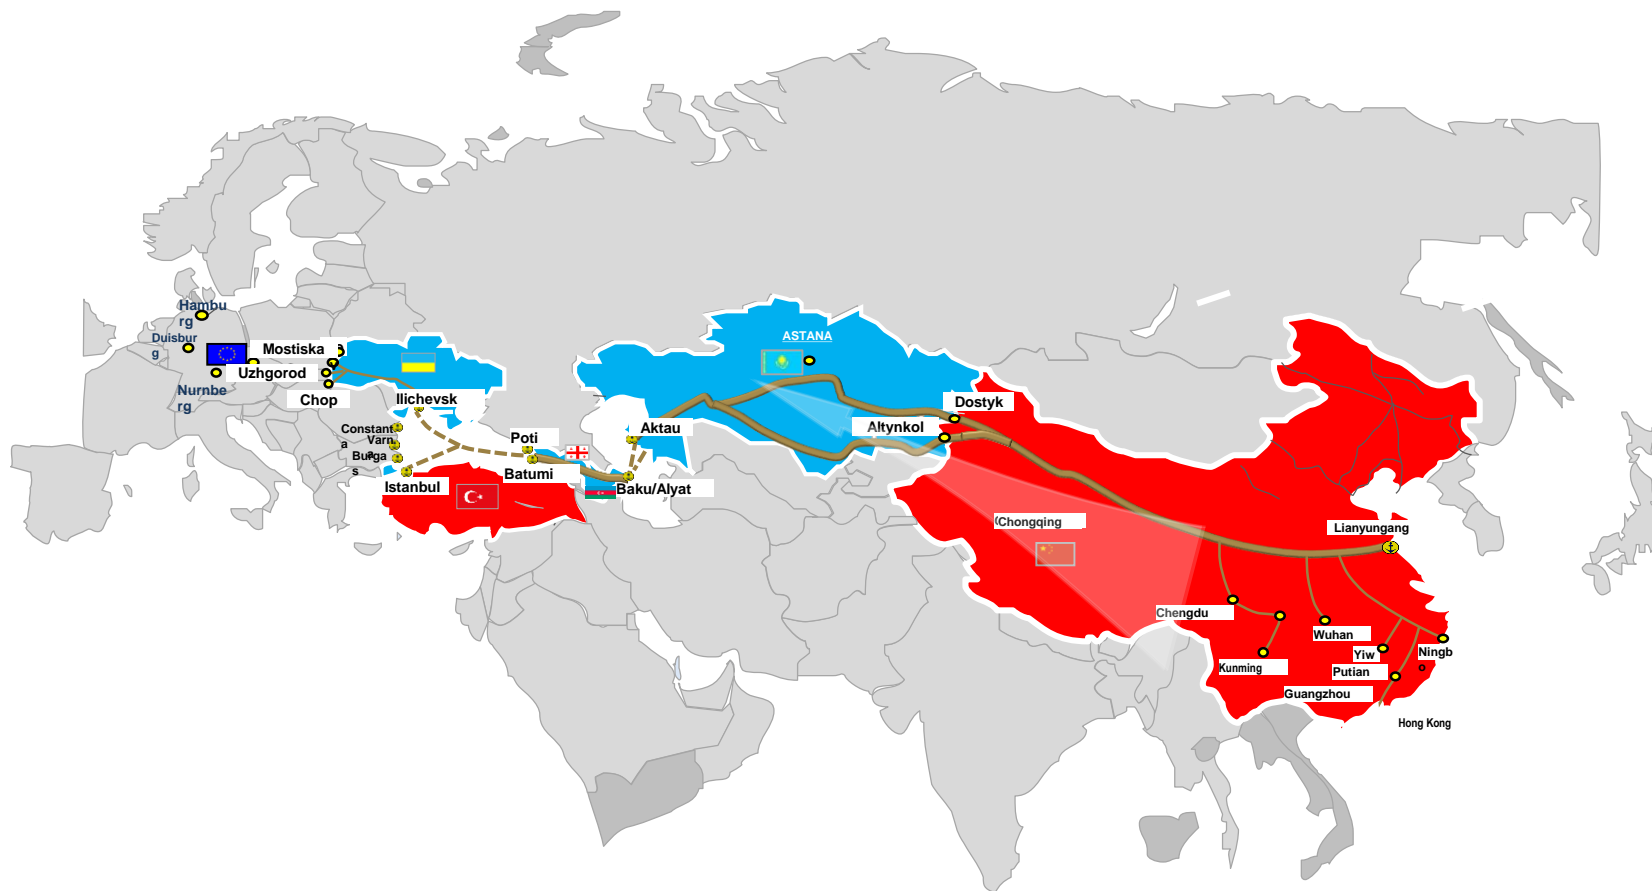 ASTANA
Hambu
rg
Duisbur
g
Mostiska
Uzhgorod
Nurnbe
rg
Chop
Ilichevsk
Dostyk
Constant
a
Varn
a
Burga
s
Poti
Aktau
Altynkol
Istanbul
Batumi
Baku/Alyat
Chongqing
Lianyungang
Chengdu
Wuhan
Yiw
Ningb
o
Kunming
Putian
Guangzhou
Hong Kong